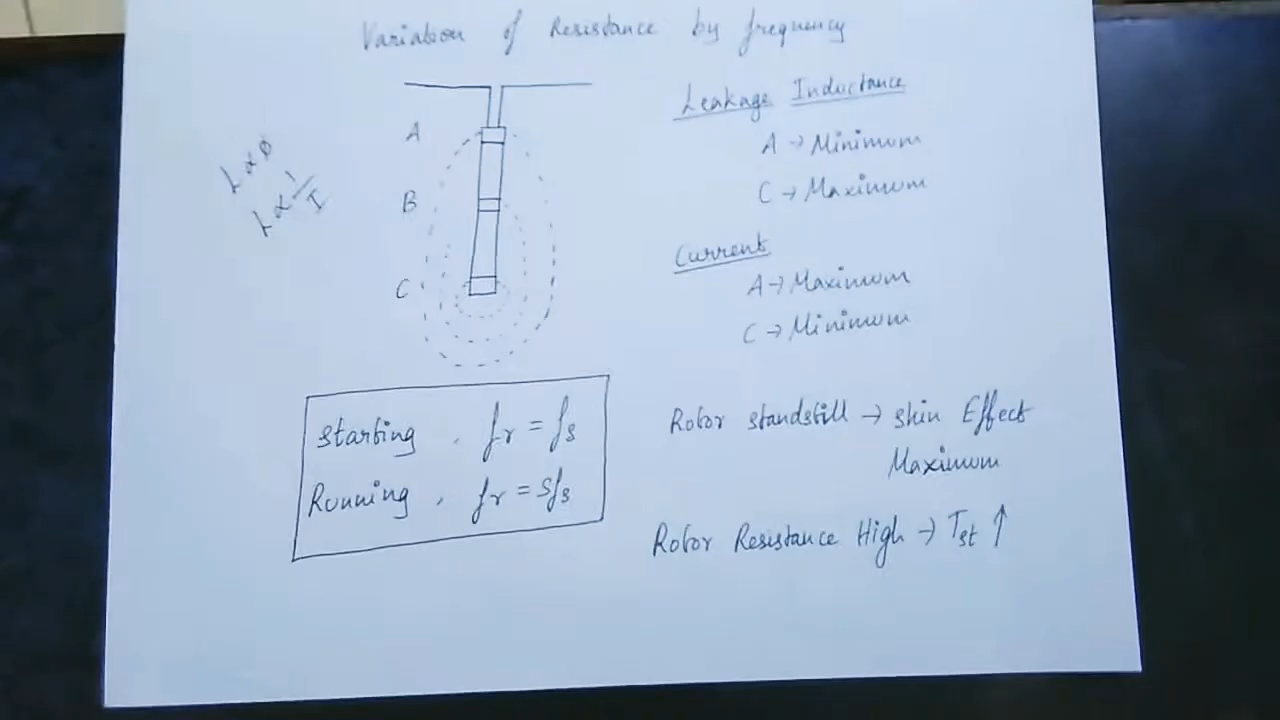 Variation of Resistance by frequency
L α φ
L α 1/I
A
B
C
Leakage Inductance
A → Minimum
C → Maximum
Current
A → Maximum
C → Minimum
starting , fr = fs
Running , fr = sfs
Rotor standstill → skin Effect
Maximum
Rotor Resistance High → Tst ↑